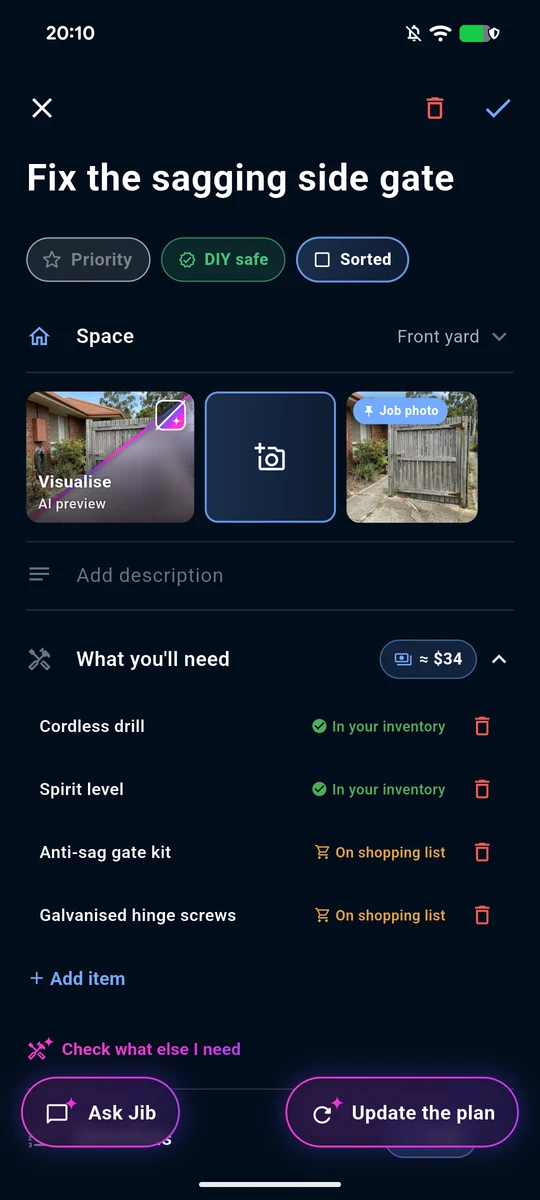 20:10
Fix the sagging side gate
Priority
DIY safe
Sorted
Space
Front yard
Visualise
AI preview
Job photo
Add description
What you'll need
≈ $34
Cordless drill
In your inventory
Spirit level
In your inventory
Anti-sag gate kit
On shopping list
Galvanised hinge screws
On shopping list
+ Add item
Check what else I need
Ask Jib
Update the plan